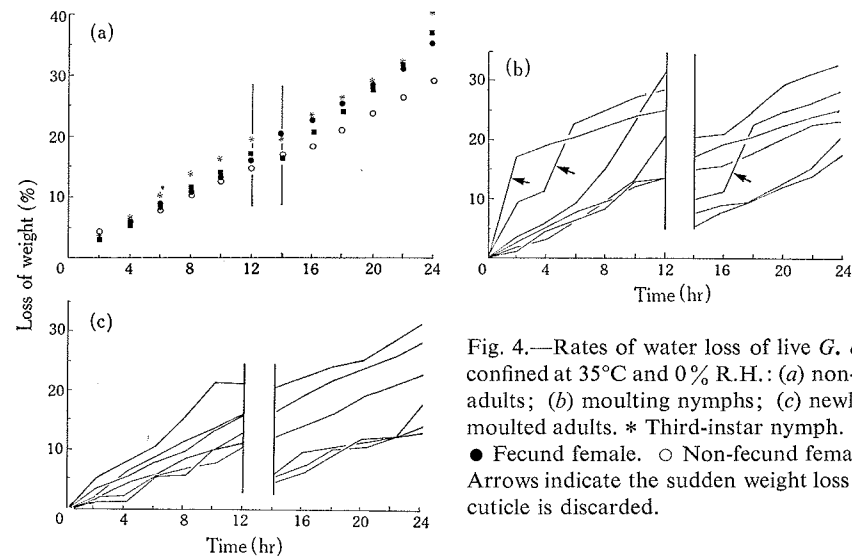 (a)
30
20
10
0
4
8
12
16
20
24
Loss of weight (%)
(b)
30
20
10
0
4
8
12
16
20
24
Time (hr)
(c)
30
20
10
0
4
8
12
16
20
24
Time (hr)
Fig. 4.—Rates of water loss of live G.
confined at 35°C and 0% R.H.: (a) non-
adults; (b) moulting nymphs; (c) newl
moulted adults. * Third-instar nymph.
● Fecund female. ○ Non-fecund fema
Arrows indicate the sudden weight loss
cuticle is discarded.